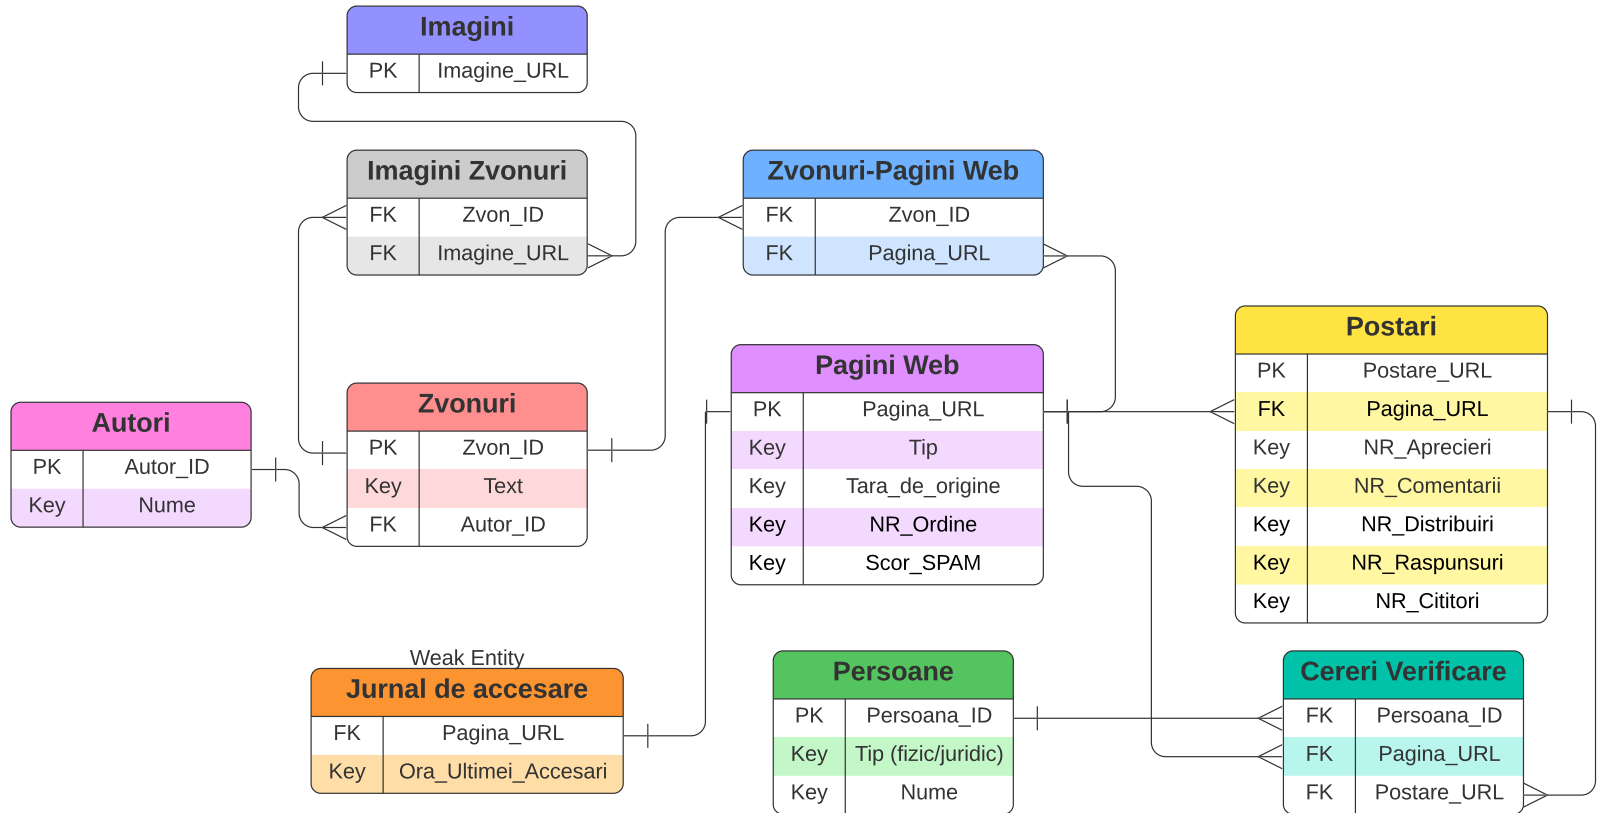 Imagini
PK Imagine_URL
Imagini Zvonuri
FK Zvon_ID
FK Imagine_URL
Zvonuri-Pagini Web
FK Zvon_ID
FK Pagina_URL
Postari
PK Postare_URL
FK Pagina_URL
Key NR_Aprecieri
Key NR_Comentarii
Key NR_Distribuiri
Key NR_Raspunsuri
Key NR_Cititori
Pagini Web
PK Pagina_URL
Key Tip
Key Tara_de_origine
Key NR_Ordine
Key Scor_SPAM
Zvonuri
PK Zvon_ID
Key Text
FK Autor_ID
Autori
PK Autor_ID
Key Nume
Weak Entity
Jurnal de accesare
FK Pagina_URL
Key Ora_Ultimei_Accesari
Persoane
PK Persoana_ID
Key Tip (fizic/juridic)
Key Nume
Cereri Verificare
FK Persoana_ID
FK Pagina_URL
FK Postare_URL